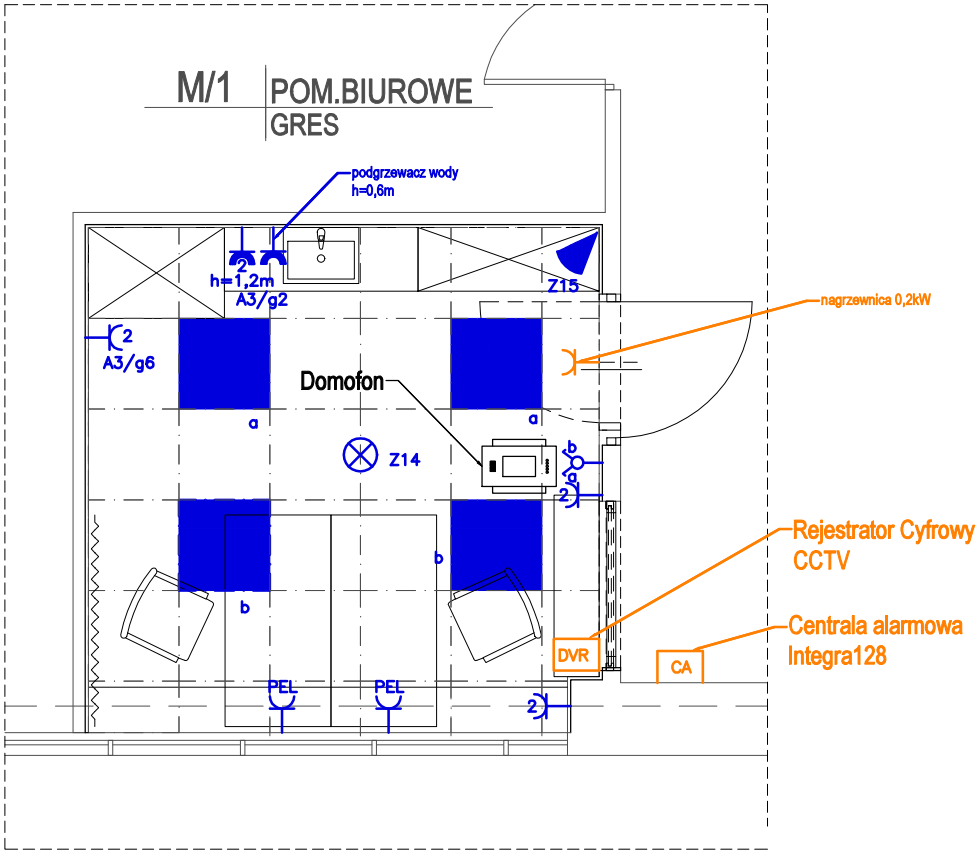 M/1
POM.BIUROWE
GRES
podgrzewacz wody
h=0,6m
2
h=1,2m
A3/g2
Z15
nagrzewnica 0,2kW
2
A3/g6
Domofon
a
a
b
Z14
a
2
Rejestrator Cyfrowy
CCTV
b
b
Centrala alarmowa
Integra128
DVR
CA
PEL
PEL
2